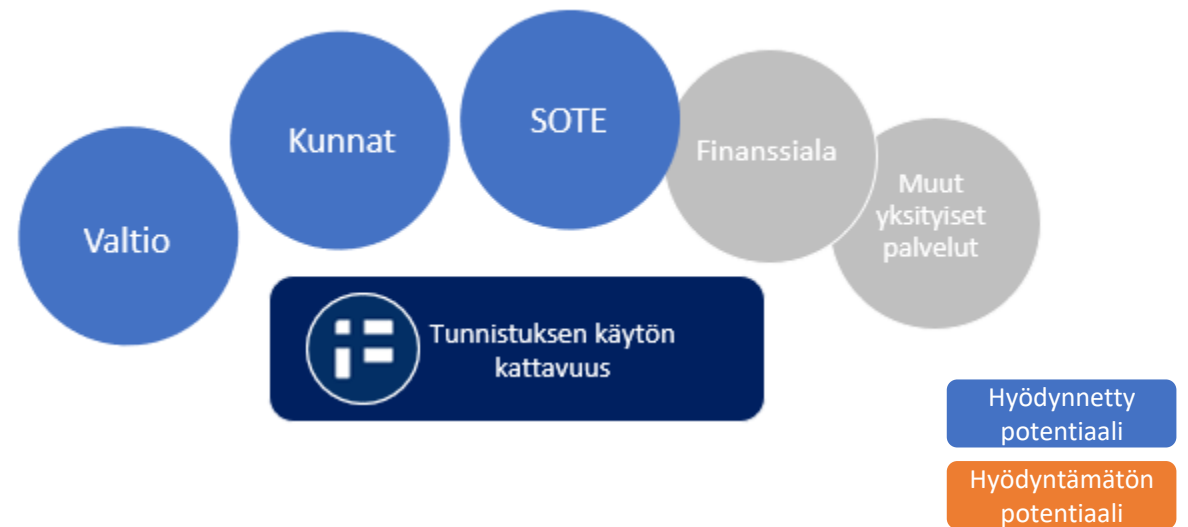 Valtio
Kunnat
SOTE
Finanssiala
Muut
yksityiset
palvelut
Tunnistuksen käytön
kattavuus
Hyödynnetty
potentiaali
Hyödyntämätön
potentiaali